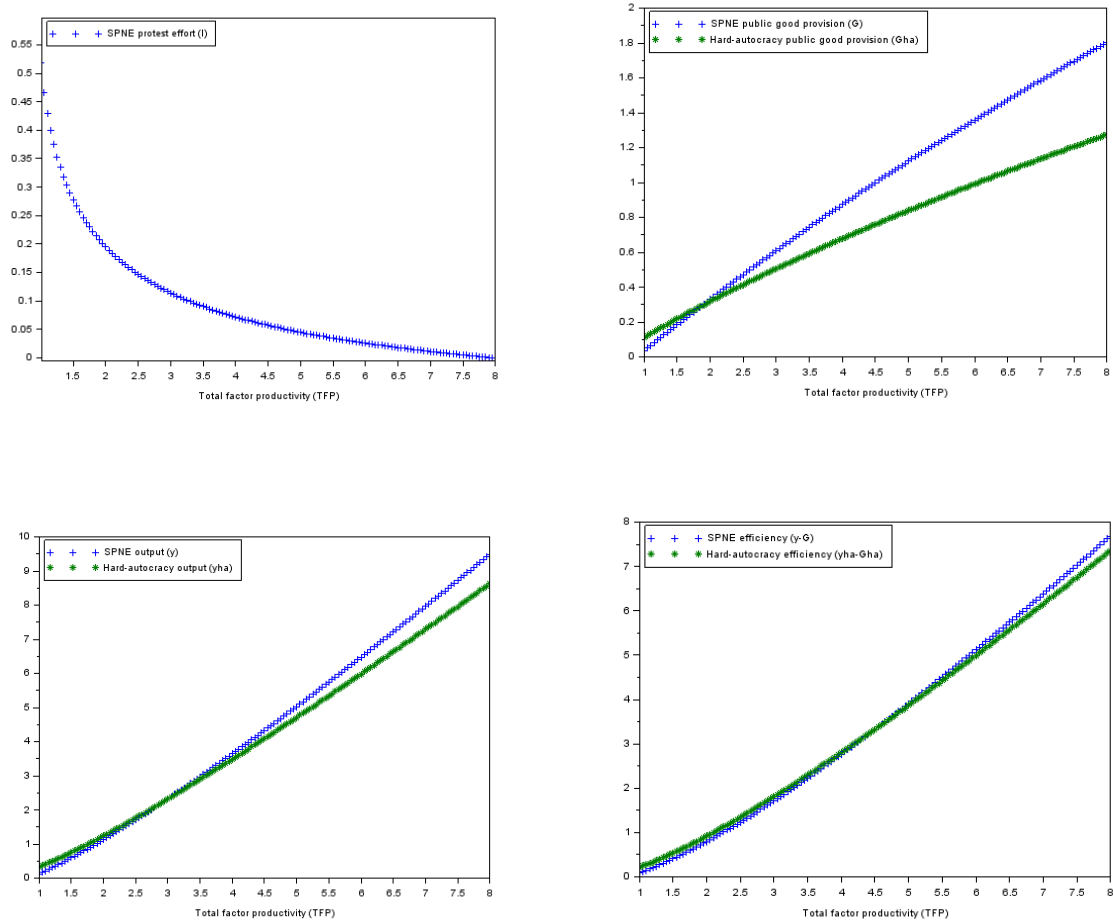 SPNE protest effort (l)
0.55
0.5
0.45
0.4
0.35
0.3
0.25
0.2
0.15
0.1
0.05
0
1.5 2 2.5 3 3.5 4 4.5 5 5.5 6 6.5 7 7.5 8
Total factor productivity (TFP)
SPNE public good provision (G)
Hard-autocracy public good provision (Gha)
2
1.8
1.6
1.4
1.2
1
0.8
0.6
0.4
0.2
0
1 1.5 2 2.5 3 3.5 4 4.5 5 5.5 6 6.5 7 7.5 8
Total factor productivity (TFP)
SPNE output (y)
Hard-autocracy output (yha)
10
9
8
7
6
5
4
3
2
1
0
1 1.5 2 2.5 3 3.5 4 4.5 5 5.5 6 6.5 7 7.5 8
Total factor productivity (TFP)
SPNE efficiency (y-G)
Hard-autocracy efficiency (yha-Gha)
8
7
6
5
4
3
2
1
0
1 1.5 2 2.5 3 3.5 4 4.5 5 5.5 6 6.5 7 7.5 8
Total factor productivity (TFP)